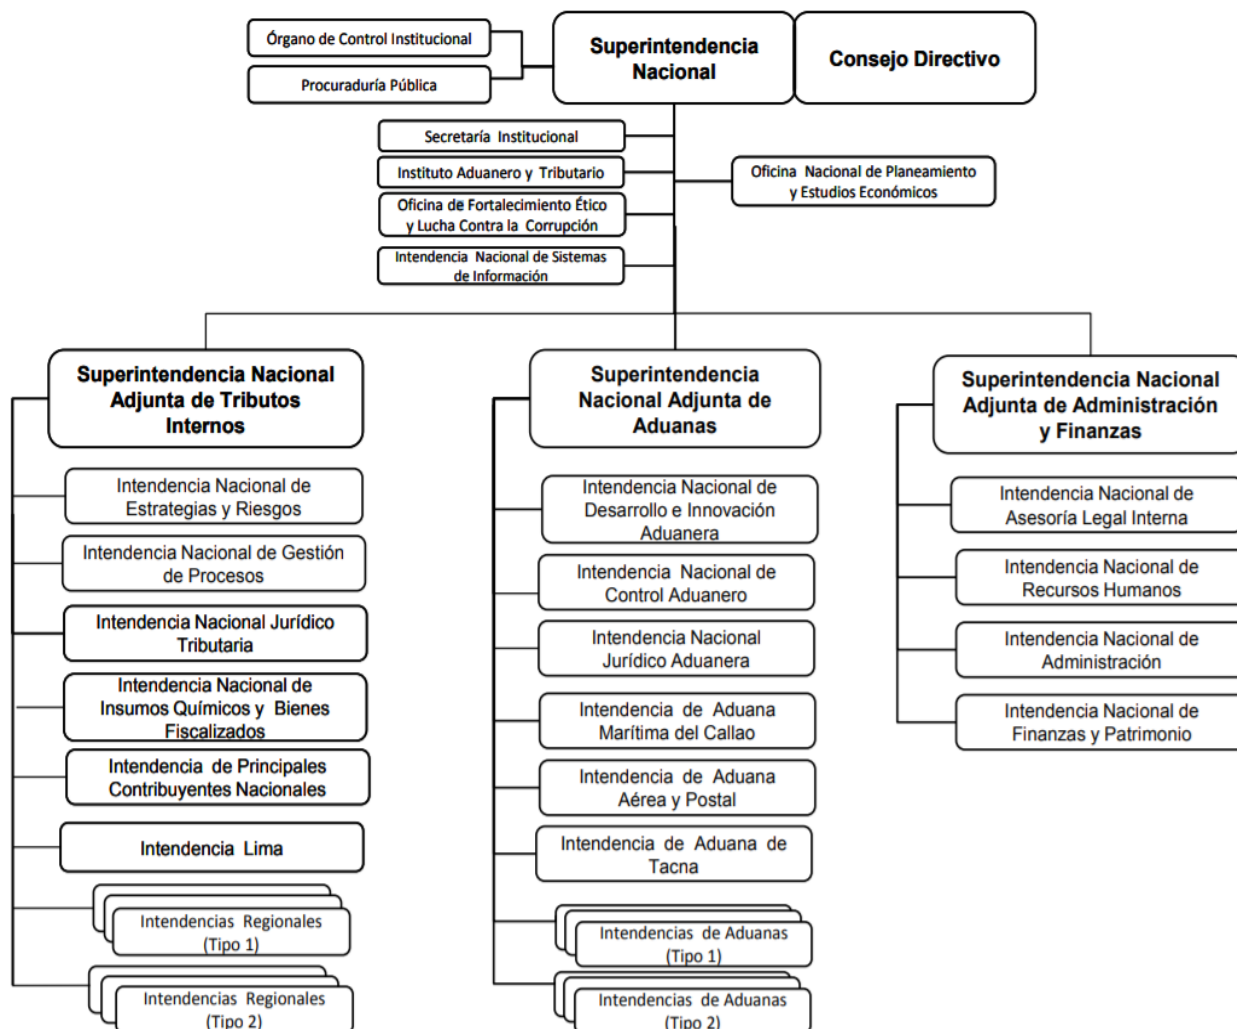 Órgano de Control Institucional
Procuraduría Pública
Superintendencia
Nacional
Consejo Directivo
Secretaría Institucional
Instituto Aduanero y Tributario
Oficina de Fortalecimiento Ético
y Lucha Contra la Corrupción
Intendencia Nacional de Sistemas
de Información
Oficina Nacional de Planeamiento
y Estudios Económicos
Superintendencia Nacional
Adjunta de Tributos
Internos
Intendencia Nacional de
Estrategias y Riesgos
Intendencia Nacional de Gestión
de Procesos
Intendencia Nacional Jurídico
Tributaria
Intendencia Nacional de
Insumos Químicos y Bienes
Fiscalizados
Intendencia de Principales
Contribuyentes Nacionales
Intendencia Lima
Intendencias Regionales
(Tipo 1)
Intendencias Regionales
(Tipo 2)
Superintendencia
Nacional Adjunta de
Aduanas
Intendencia Nacional de
Desarrollo e Innovación
Aduanera
Intendencia Nacional de
Control Aduanero
Intendencia Nacional
Jurídico Aduanera
Intendencia de Aduana
Marítima del Callao
Intendencia de Aduana
Aérea y Postal
Intendencia de Aduana de
Tacna
Intendencias de Aduanas
(Tipo 1)
Intendencias de Aduanas
(Tipo 2)
Superintendencia Nacional
Adjunta de Administración
y Finanzas
Intendencia Nacional de
Asesoría Legal Interna
Intendencia Nacional de
Recursos Humanos
Intendencia Nacional de
Administración
Intendencia Nacional de
Finanzas y Patrimonio